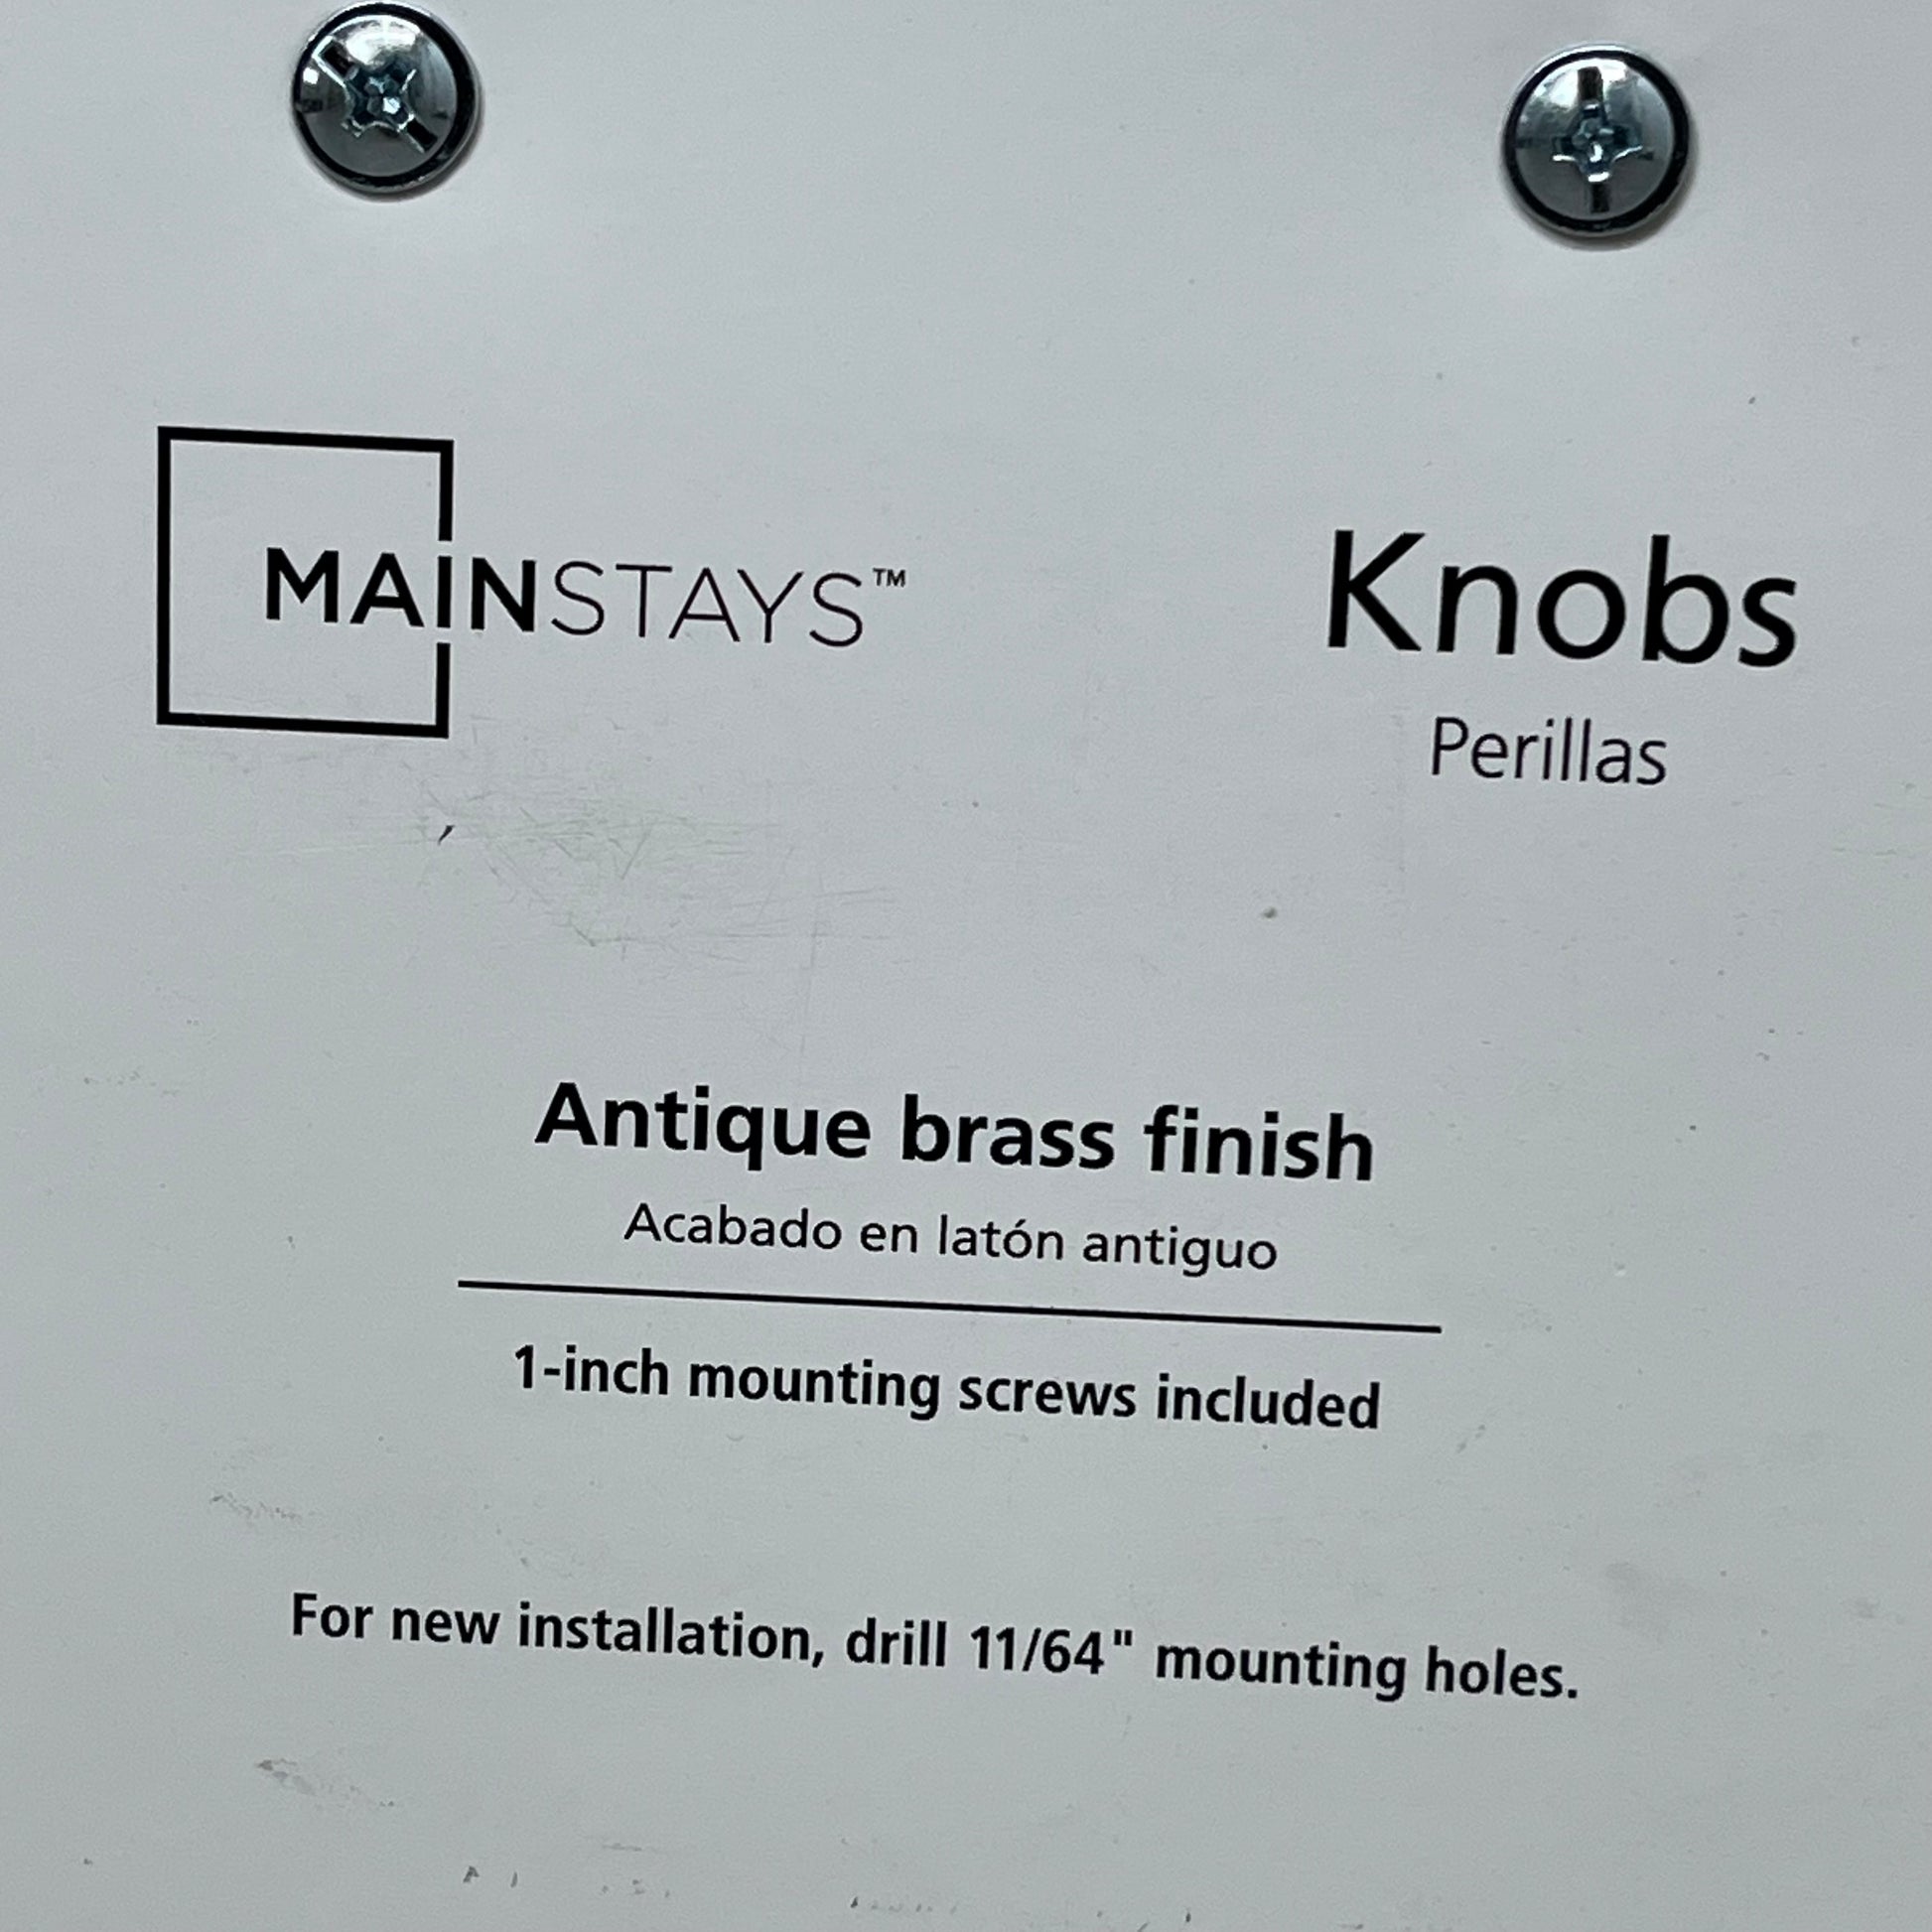 MAINSTAYS™
Knobs
Perillas
Antique brass finish
Acabado en latón antiguo
1-inch mounting screws included
For new installation, drill 11/64" mounting holes.